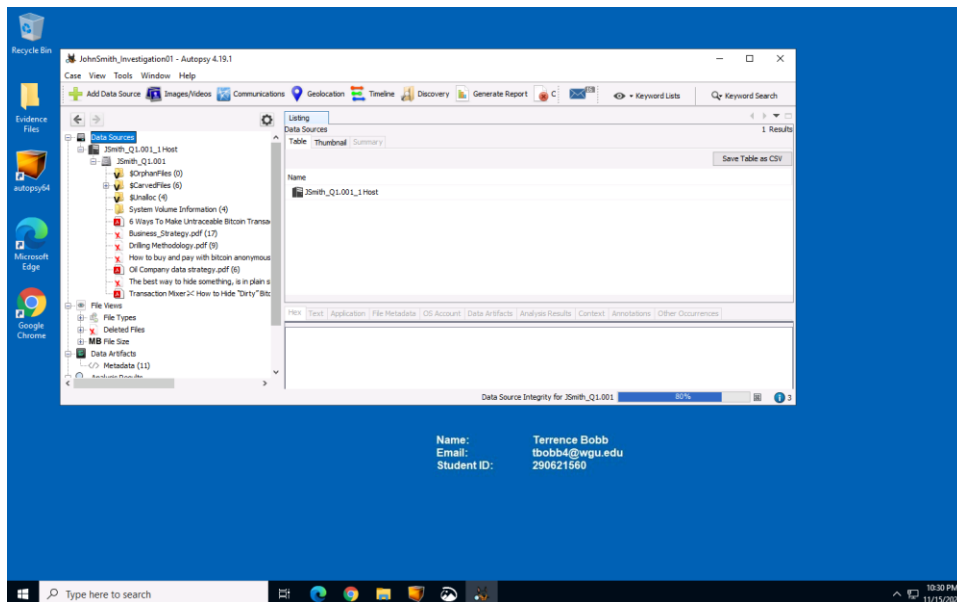 Recycle Bin
Evidence
Files
autopsy64
Microsoft
Edge
Google
Chrome
JohnSmith_Investigation01 - Autopsy 4.19.1
Case View Tools Window Help
Add Data Source Images/Videos Communications Geolocation Timeline Discovery Generate Report C Keyword Lists Keyword Search
Data Sources
JSmith_Q1.001_1 Host
JSmith_Q1.001
$OrphanFiles (0)
$CarvedFiles (6)
$Unalloc (4)
System Volume Information (4)
6 Ways To Make Untraceable Bitcoin Transa
Business_Strategy.pdf (17)
Drilling Methodology.pdf (9)
How to buy and pay with bitcoin anonymous
Oil Company data strategy.pdf (6)
The best way to hide something, is in plain s
Transaction Mixer>< How to Hide "Dirty" Bitc
File Views
File Types
Deleted Files
MB File Size
Data Artifacts
Metadata (11)
Listing
Data Sources
1 Results
Table Thumbnail Summary
Save Table as CSV
Name
JSmith_Q1.001_1 Host
Hex Text Application File Metadata OS Account Data Artifacts Analysis Results Context Annotations Other Occurrences
Data Source Integrity for JSmith_Q1.001 80% 3
Name: Terrence Bobb
Email: tbobb4@wgu.edu
Student ID: 290621560
Type here to search
10:30 PM
11/15/202